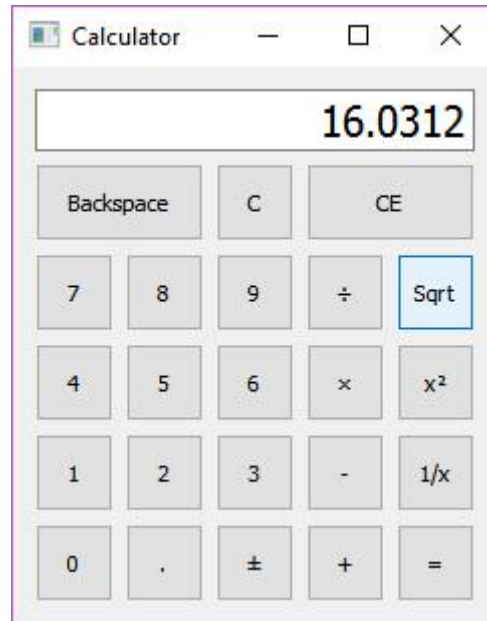 Calculator
16.0312
Backspace C CE
7 8 9 ÷ Sqrt
4 5 6 × x²
1 2 3 - 1/x
0 . ± + =